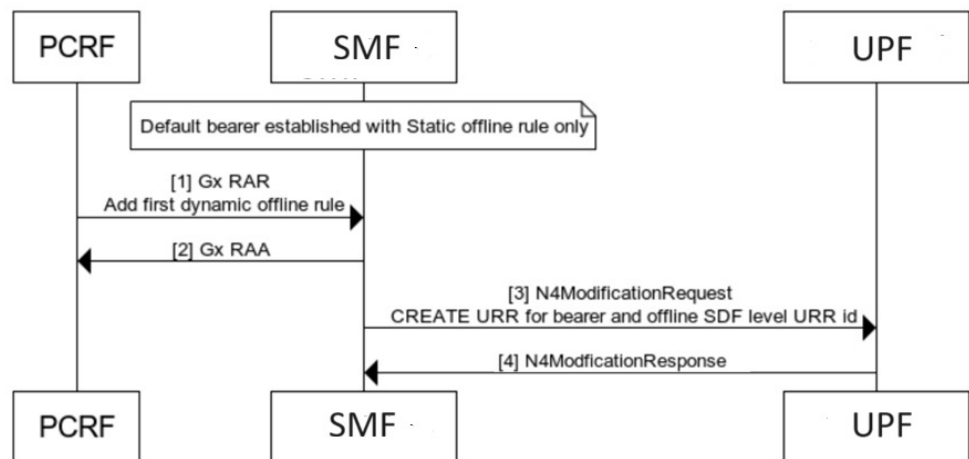 PCRF
SMF
UPF
Default bearer established with Static offline rule only
[1] Gx RAR
Add first dynamic offline rule
[2] Gx RAA
[3] N4ModificationRequest
CREATE URR for bearer and offline SDF level URR id
[4] N4ModficationResponse
PCRF
SMF
UPF